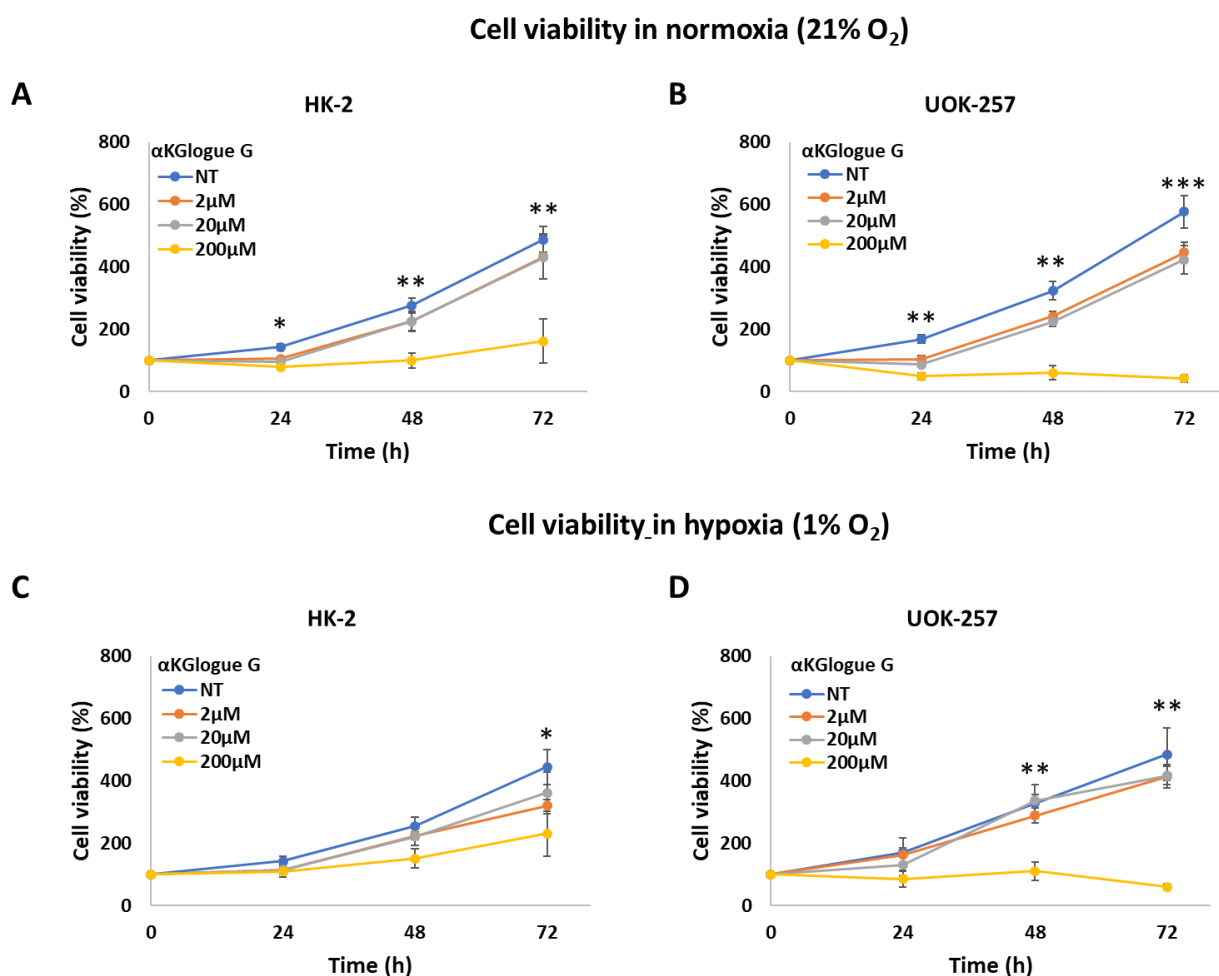 Cell viability in normoxia (21% O₂)
A
HK-2
αKGlogue G
NT
2µM
20µM
200µM
Cell viability (%)
800
600
400
200
0
*
**
**
0 24 48 72
Time (h)
B
UOK-257
αKGlogue G
NT
2µM
20µM
200µM
Cell viability (%)
800
600
400
200
0
**
**
***
0 24 48 72
Time (h)
Cell viability_in hypoxia (1% O₂)
C
HK-2
αKGlogue G
NT
2µM
20µM
200µM
Cell viability (%)
800
600
400
200
0
*
0 24 48 72
Time (h)
D
UOK-257
αKGlogue G
NT
2µM
20µM
200µM
Cell viability (%)
800
600
400
200
0
**
**
0 24 48 72
Time (h)